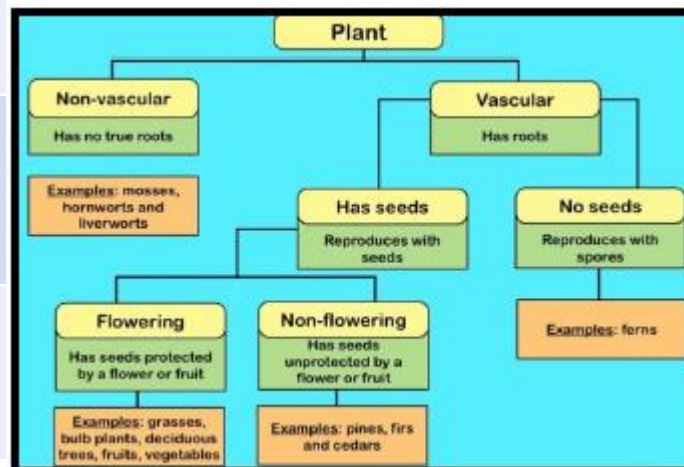 Plant
Non-vascular
Has no true roots
Examples: mosses,
hornworts and
liverworts
Vascular
Has roots
Has seeds
Reproduces with
seeds
No seeds
Reproduces with
spores
Examples: ferns
Flowering
Has seeds protected
by a flower or fruit
Examples: grasses,
bulb plants, deciduous
trees, fruits, vegetables
Non-flowering
Has seeds
unprotected by a
flower or fruit
Examples: pines, firs
and cedars